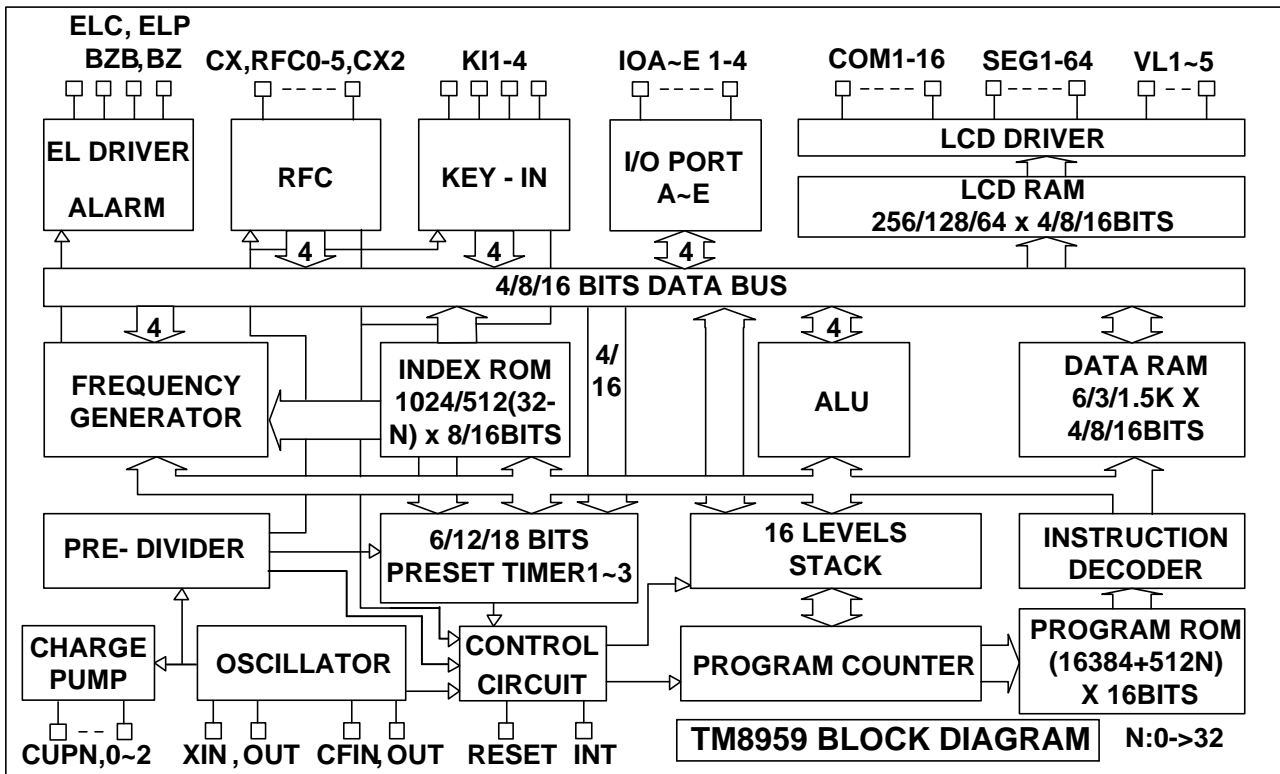 ELC, ELP
BZB, BZ
CX,RFC0-5,CX2
KI1-4
IOA~E 1-4
COM1-16
SEG1-64
VL1~5
EL DRIVER
ALARM
RFC
KEY - IN
I/O PORT
A~E
LCD DRIVER
LCD RAM
256/128/64 x 4/8/16BITS
4
4
4
4/8/16 BITS DATA BUS
4
4
FREQUENCY
GENERATOR
INDEX ROM
1024/512(32-
N) x 8/16BITS
4/
16
ALU
DATA RAM
6/3/1.5K X
4/8/16BITS
PRE- DIVIDER
6/12/18 BITS
PRESET TIMER1~3
16 LEVELS
STACK
INSTRUCTION
DECODER
CHARGE
PUMP
OSCILLATOR
CONTROL
CIRCUIT
PROGRAM COUNTER
PROGRAM ROM
(16384+512N)
X 16BITS
CUPN,0~2
XIN , OUT
CFIN, OUT
RESET
INT
TM8959 BLOCK DIAGRAM
N:0->32